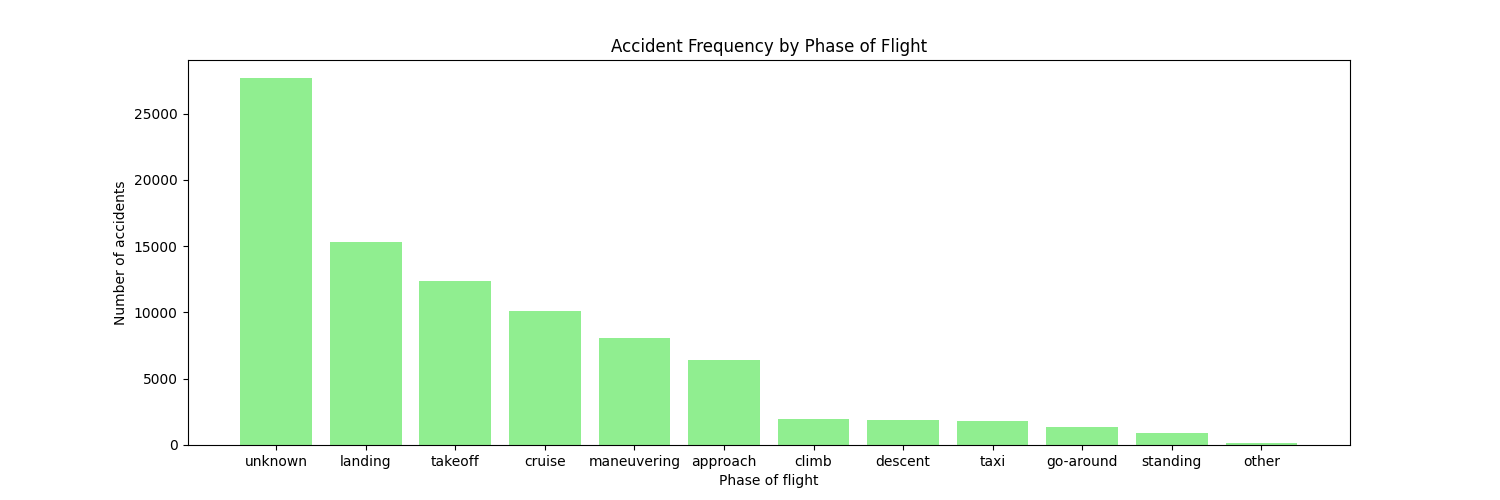 Accident Frequency by Phase of Flight
Number of accidents
25000
20000
15000
10000
5000
0
unknown landing takeoff cruise maneuvering approach climb descent taxi go-around standing other
Phase of flight